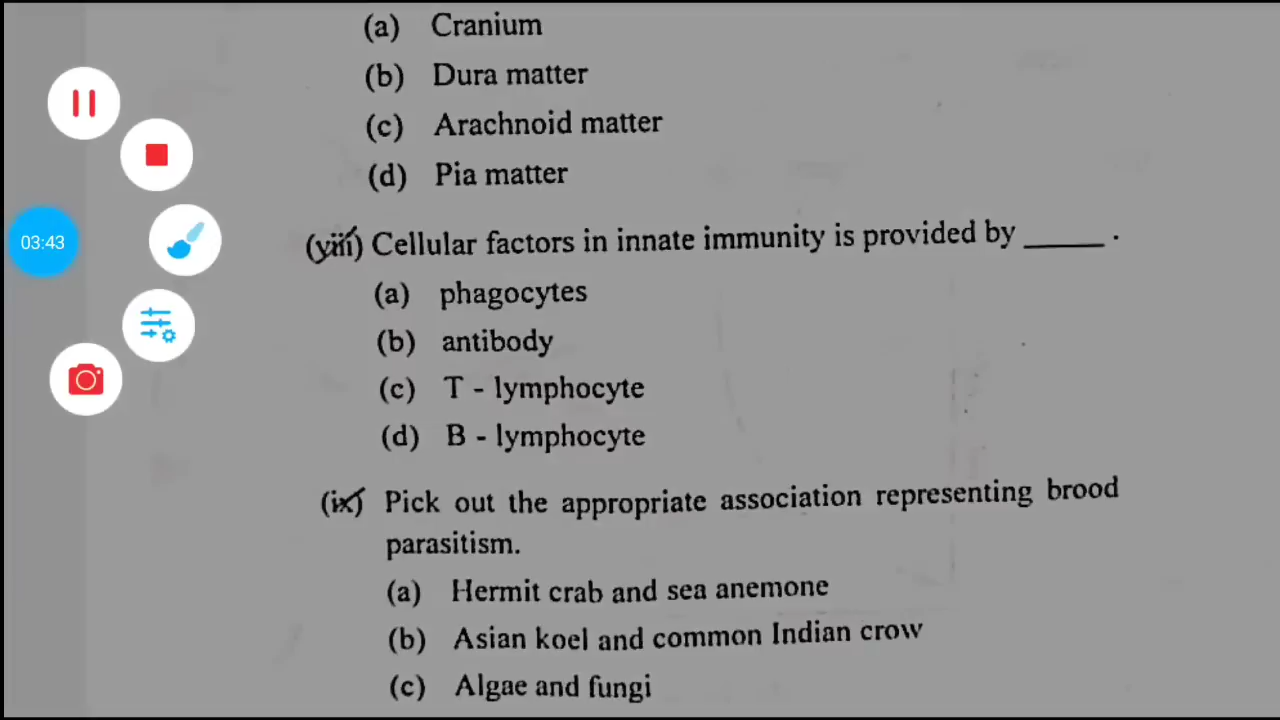 (a) Cranium
(b) Dura matter
(c) Arachnoid matter
(d) Pia matter
03:43
(viii) Cellular factors in innate immunity is provided by _____ .
(a) phagocytes
(b) antibody
(c) T - lymphocyte
(d) B - lymphocyte
(ix) Pick out the appropriate association representing brood
parasitism.
(a) Hermit crab and sea anemone
(b) Asian koel and common Indian crow
(c) Algae and fungi